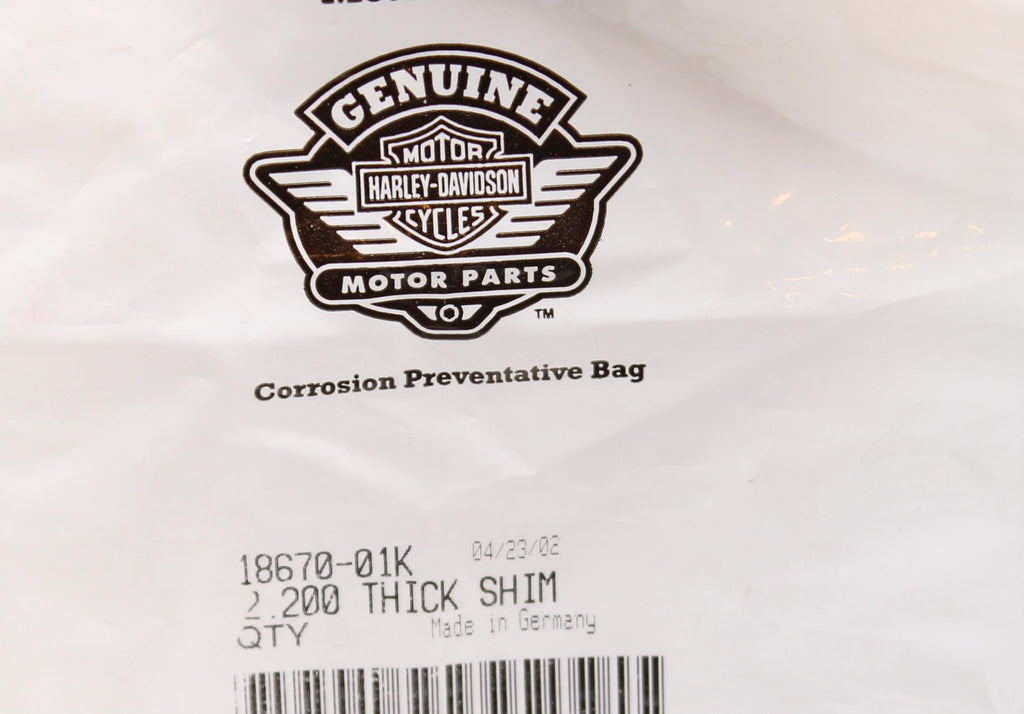 GENUINE
MOTOR
HARLEY-DAVIDSON
CYCLES
MOTOR PARTS
TM
Corrosion Preventative Bag
18670-01K 04/23/02
2.200 THICK SHIM
QTY Made in Germany